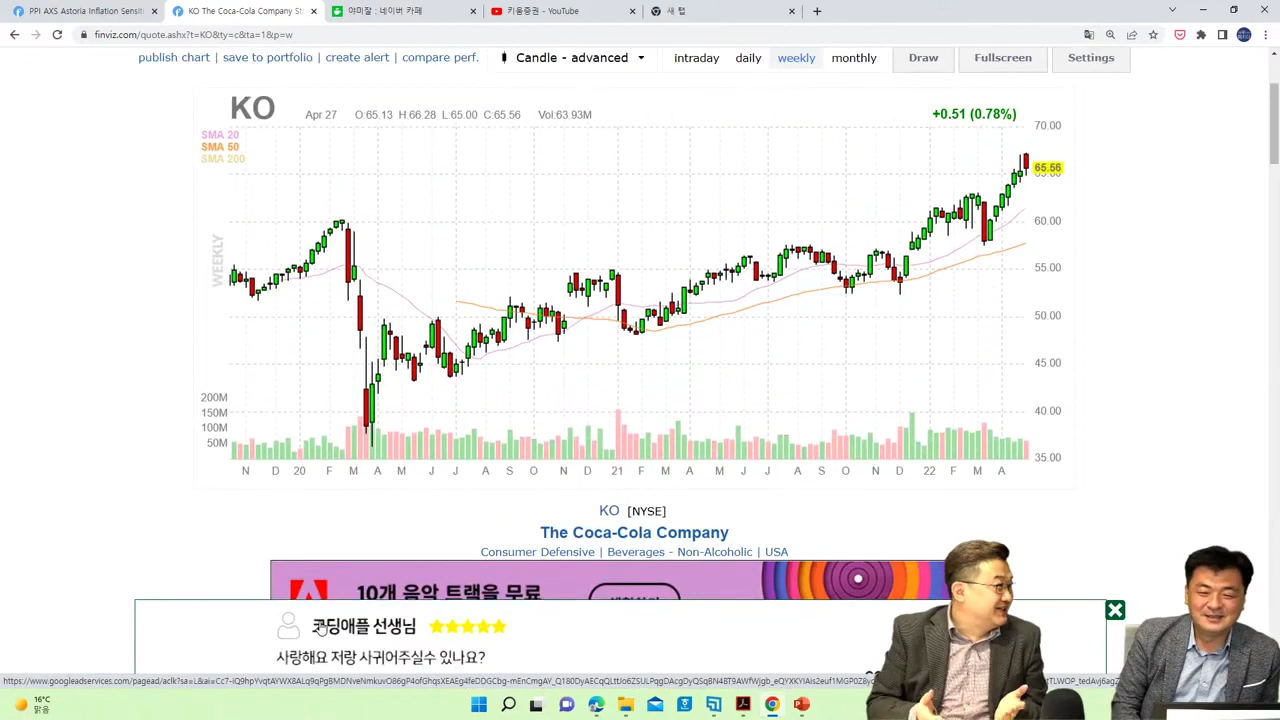 PPI AXS Astoria Inflation Sensiti
KO The Coca-Cola Company St
야미잘 : 네이버 카페
키움증권 - YouTube
새 탭
finviz.com/quote.ashx?t=KO&ty=c&ta=1&p=w
publish chart | save to portfolio | create alert | compare perf.
Candle - advanced
intraday daily weekly monthly
Draw
Fullscreen
Settings
KO
Apr 27 O:65.13 H:66.28 L:65.00 C:65.56 Vol:63.93M
+0.51 (0.78%)
SMA 20
SMA 50
SMA 200
WEEKLY
70.00
65.56
65.00
60.00
55.00
50.00
45.00
40.00
35.00
200M
150M
100M
50M
N D 20 F M A M J J A S O N D 21 F M A M J J A S O N D 22 F M A
KO [NYSE]
The Coca-Cola Company
Consumer Defensive | Beverages - Non-Alcoholic | USA
10개 음악 트랙을 무료
코딩애플 선생님
사랑해요 저랑 사귀어주실수 있나요?
16°C
맑음